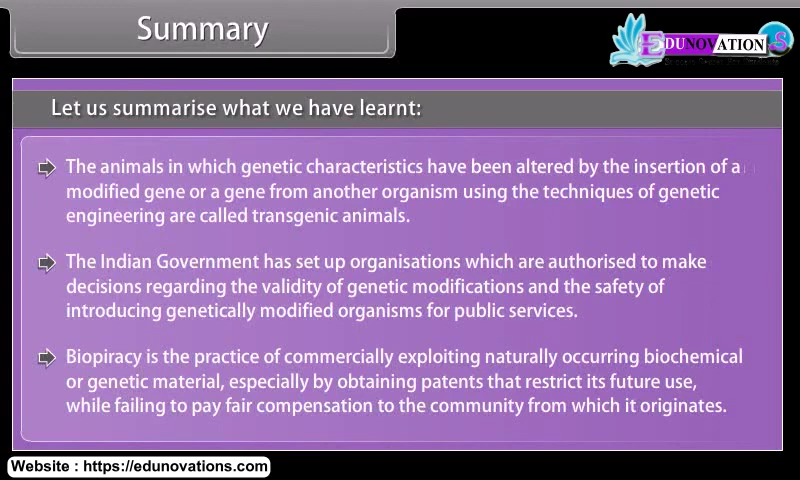 Summary
EDUNOVATION.S
Let us summarise what we have learnt:
The animals in which genetic characteristics have been altered by the insertion of a
modified gene or a gene from another organism using the techniques of genetic
engineering are called transgenic animals.
The Indian Government has set up organisations which are authorised to make
decisions regarding the validity of genetic modifications and the safety of
introducing genetically modified organisms for public services.
Biopiracy is the practice of commercially exploiting naturally occurring biochemical
or genetic material, especially by obtaining patents that restrict its future use,
while failing to pay fair compensation to the community from which it originates.
Website : https://edunovations.com